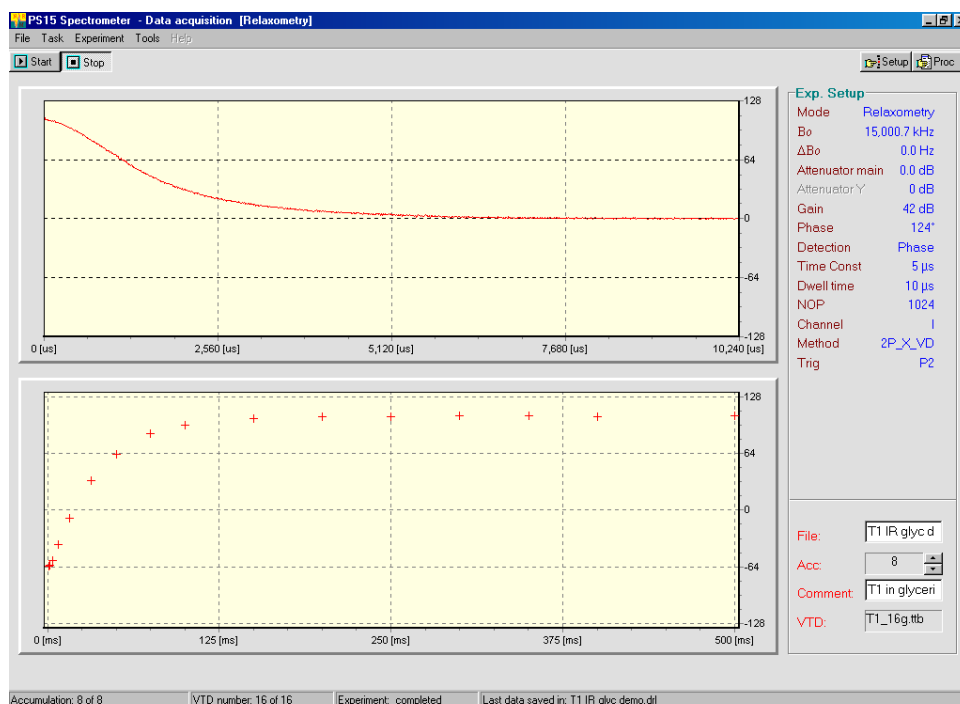 PS15 Spectrometer - Data acquisition [Relaxometry]
File Task Experiment Tools Help
Start Stop Setup Proc
128
64
0
-64
-128
0 [us] 2,560 [us] 5,120 [us] 7,680 [us] 10,240 [us]
128
64
0
-64
-128
0 [ms] 125 [ms] 250 [ms] 375 [ms] 500 [ms]
Exp. Setup
Mode Relaxometry
Bo 15,000.7 kHz
ΔBo 0.0 Hz
Attenuator main 0.0 dB
Attenuator Y 0 dB
Gain 42 dB
Phase 124°
Detection Phase
Time Const 5 µs
Dwell time 10 µs
NOP 1024
Channel I
Method 2P_X_VD
Trig P2
File: T1 IR glyc d
Acc: 8
Comment: T1 in glyceri
VTD: T1_16g.ttb
Accumulation: 8 of 8 VTD number: 16 of 16 Experiment: completed Last data saved in: T1 IR glyc demo.drl